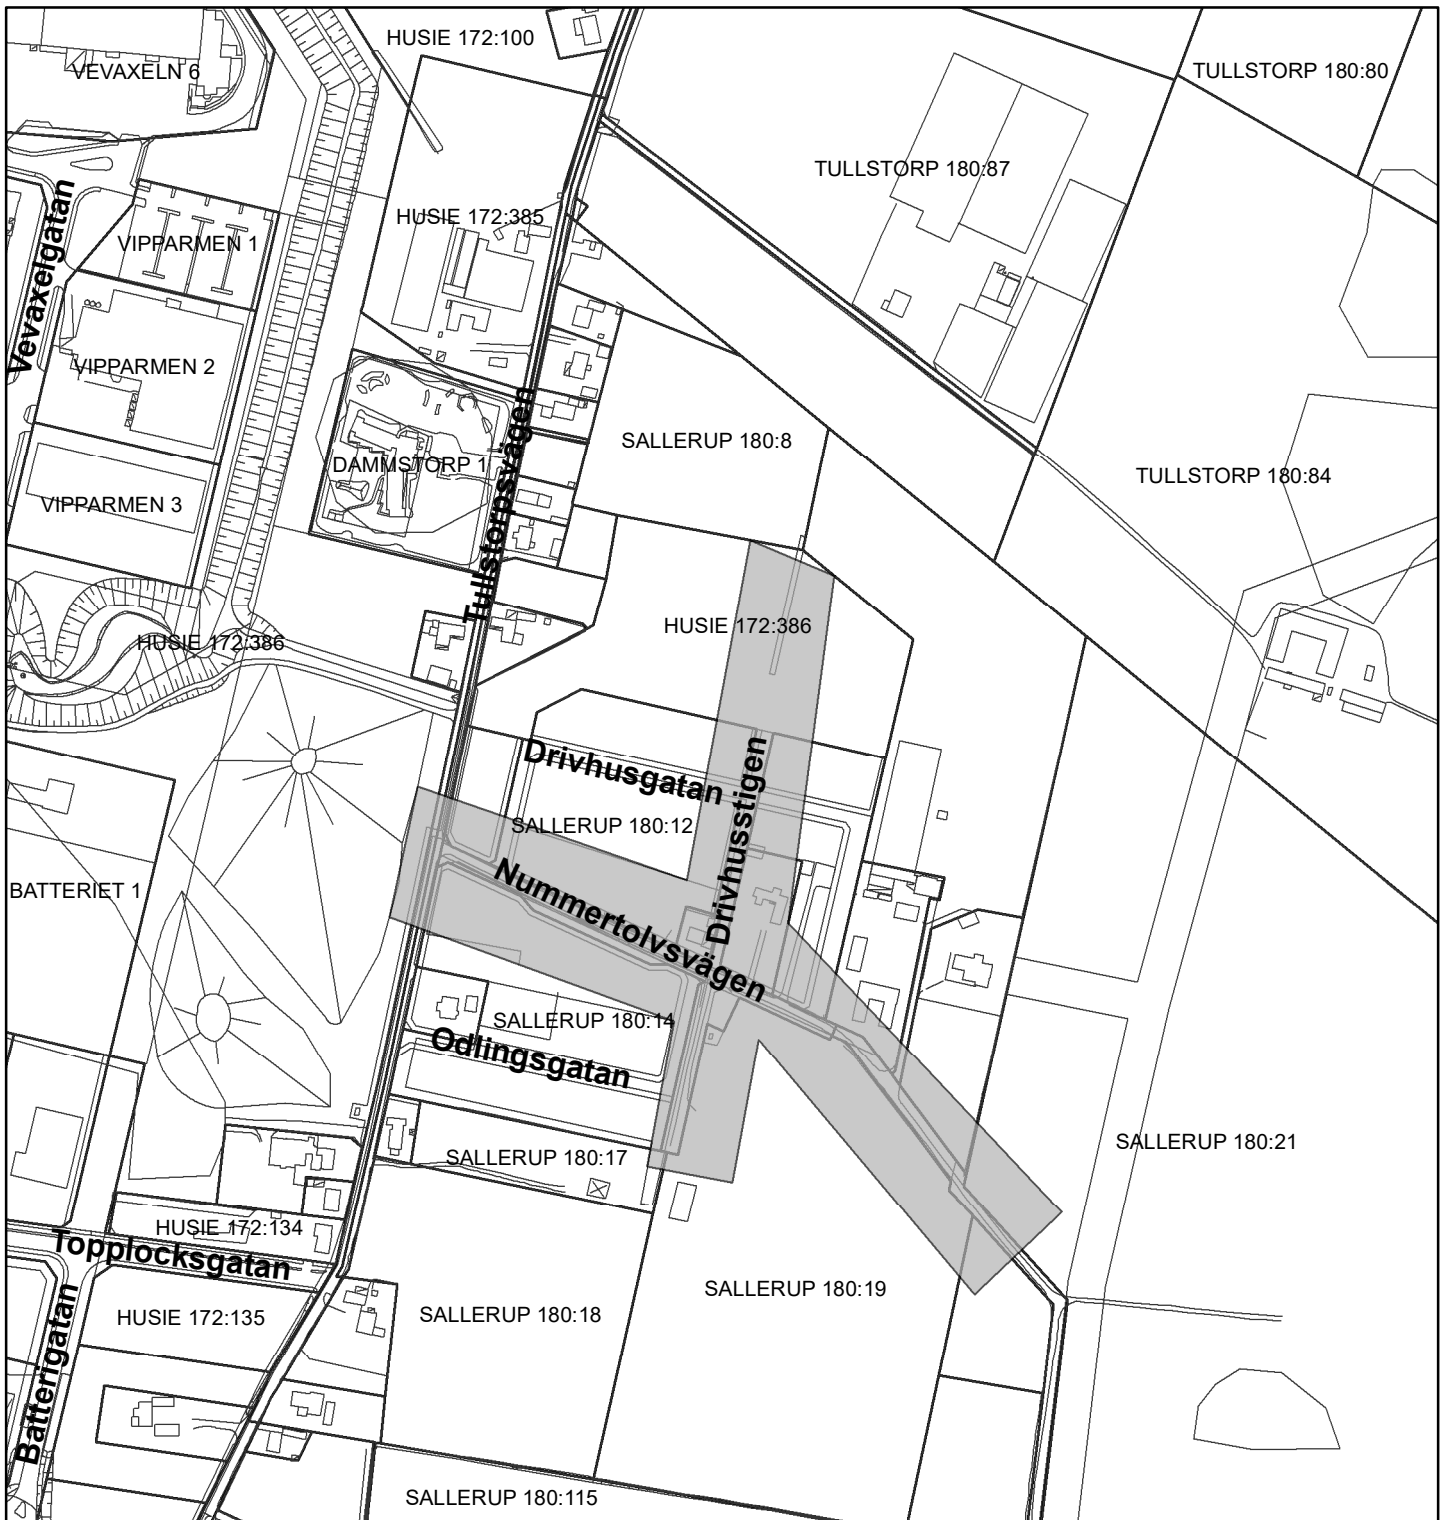 HUSIE 172:100
VEVAXELN 6
TULLSTORP 180:80
TULLSTORP 180:87
Vevaxelgatan
HUSIE 172:385
VIPPARMEN 1
VIPPARMEN 2
SALLERUP 180:8
DAMMSTORP 1
TULLSTORP 180:84
Tullstorpsvägen
VIPPARMEN 3
HUSIE 172:386
HUSIE 172:386
Drivhusgatan
Drivhusstigen
SALLERUP 180:12
BATTERIET 1
Nummertolvsvägen
SALLERUP 180:14
Odlingsgatan
SALLERUP 180:21
SALLERUP 180:17
HUSIE 172:134
Topplocksgatan
SALLERUP 180:19
SALLERUP 180:18
HUSIE 172:135
Batterigatan
SALLERUP 180:115